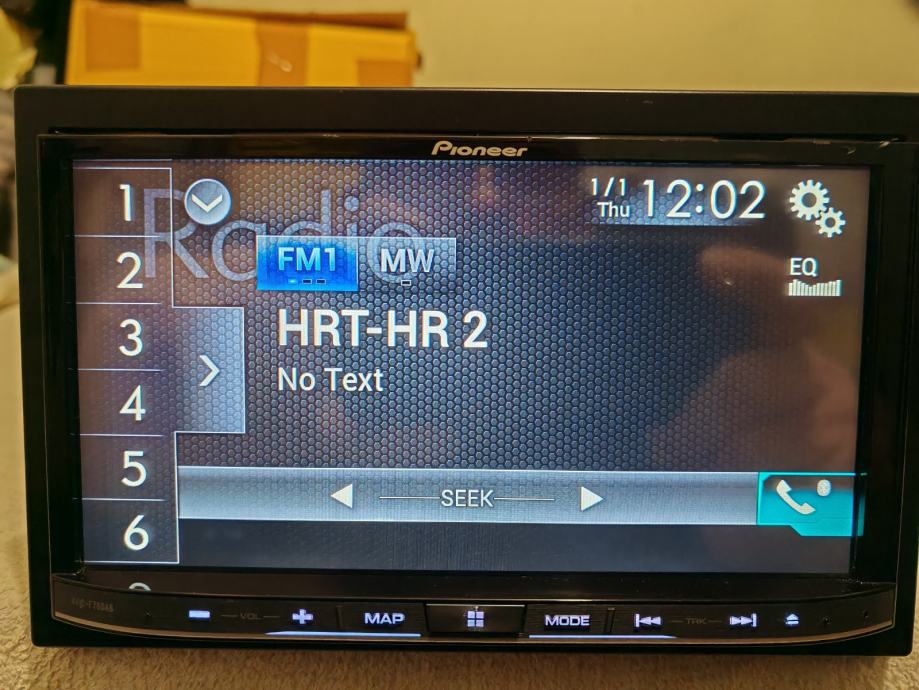 Pioneer
Radio
1/1
Thu
12:02
1
2
3
4
5
6
FM1
MW
EQ
HRT-HR 2
No Text
SEEK
VOL
MAP
MODE
TRK